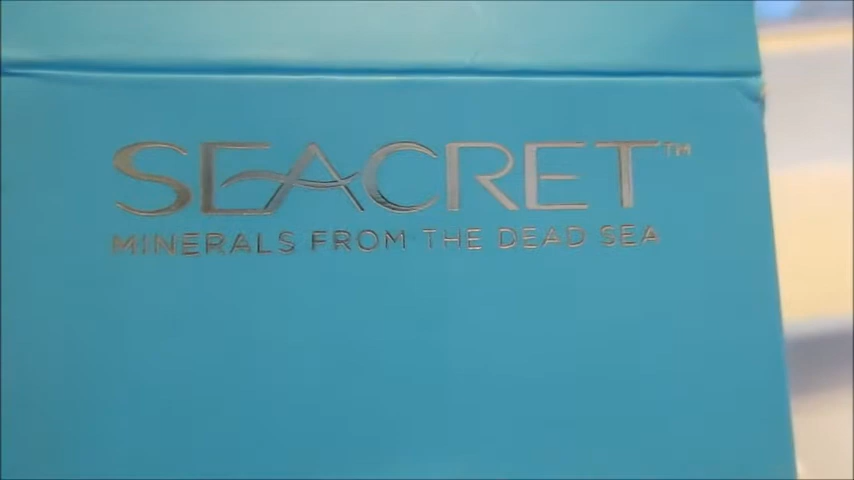 SEACRET™
MINERALS FROM THE DEAD SEA